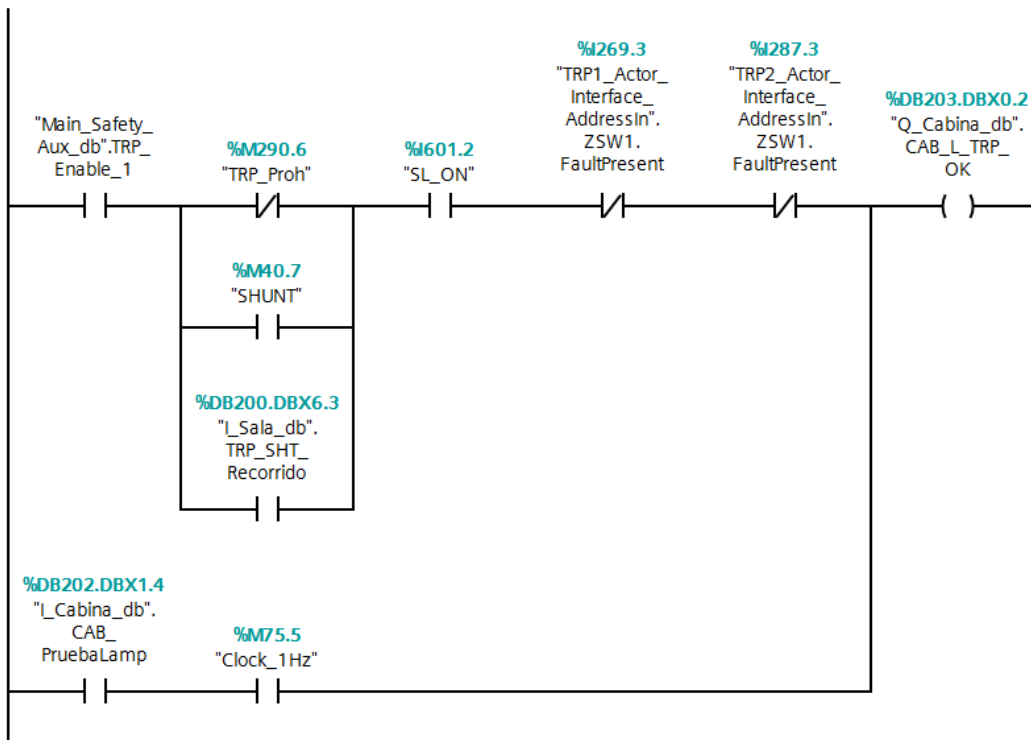 %I269.3
"TRP1_Actor_
Interface_
AddressIn".
ZSW1.
FaultPresent
%I287.3
"TRP2_Actor_
Interface_
AddressIn".
ZSW1.
FaultPresent
%DB203.DBX0.2
"Q_Cabina_db".
CAB_L_TRP_
OK
"Main_Safety_
Aux_db".TRP_
Enable_1
%M290.6
"TRP_Proh"
%I601.2
"SL_ON"
%M40.7
"SHUNT"
%DB200.DBX6.3
"I_Sala_db".
TRP_SHT_
Recorrido
%DB202.DBX1.4
"I_Cabina_db".
CAB_
PruebaLamp
%M75.5
"Clock_1Hz"